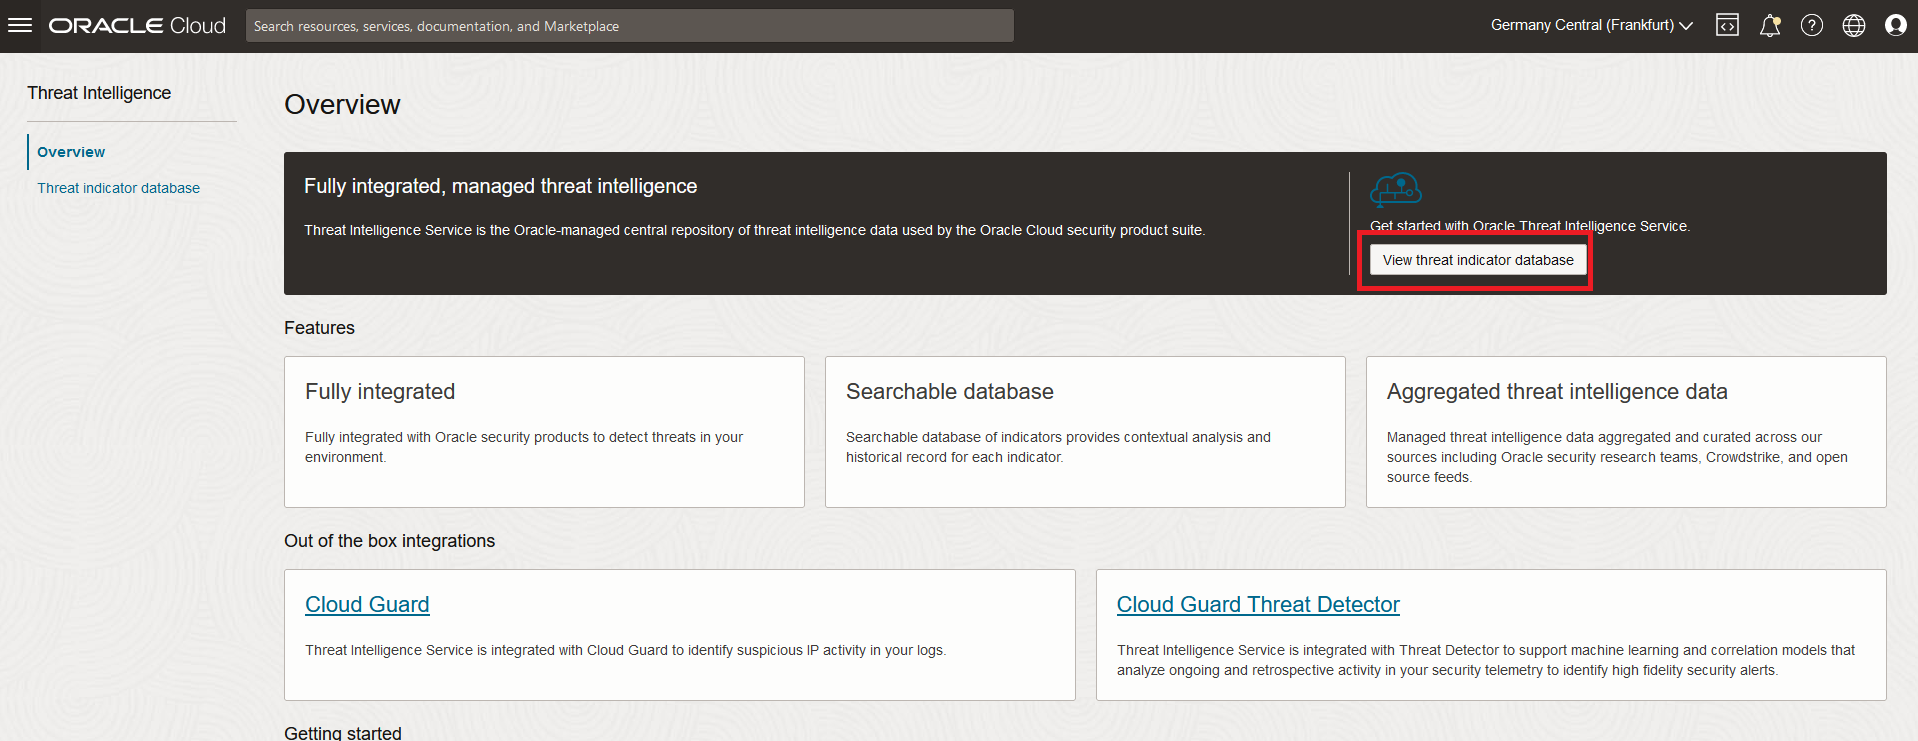 ORACLE Cloud
Search resources, services, documentation, and Marketplace
Germany Central (Frankfurt)
Threat Intelligence
Overview
Threat indicator database
Overview
Fully integrated, managed threat intelligence
Threat Intelligence Service is the Oracle-managed central repository of threat intelligence data used by the Oracle Cloud security product suite.
Get started with Oracle Threat Intelligence Service.
View threat indicator database
Features
Fully integrated
Fully integrated with Oracle security products to detect threats in your
environment.
Searchable database
Searchable database of indicators provides contextual analysis and
historical record for each indicator.
Aggregated threat intelligence data
Managed threat intelligence data aggregated and curated across our
sources including Oracle security research teams, Crowdstrike, and open
source feeds.
Out of the box integrations
Cloud Guard
Threat Intelligence Service is integrated with Cloud Guard to identify suspicious IP activity in your logs.
Cloud Guard Threat Detector
Threat Intelligence Service is integrated with Threat Detector to support machine learning and correlation models that
analyze ongoing and retrospective activity in your security telemetry to identify high fidelity security alerts.
Getting started